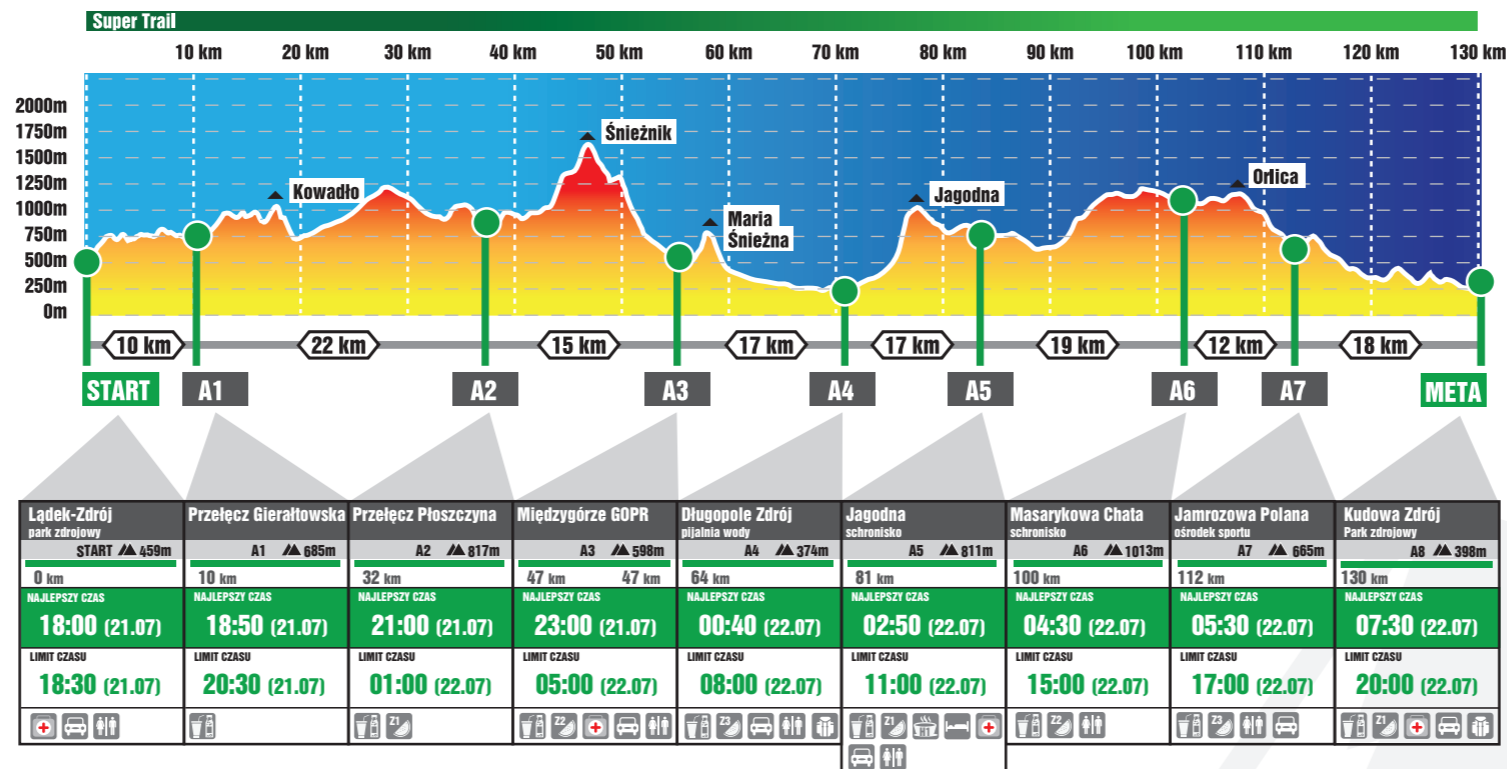 Super Trail
10 km 20 km 30 km 40 km 50 km 60 km 70 km 80 km 90 km 100 km 110 km 120 km 130 km
2000m
1750m
1500m
1250m
1000m
750m
500m
250m
0m
Kowadło
Śnieżnik
Maria
Śnieżna
Jagodna
Orlica
10 km 22 km 15 km 17 km 17 km 19 km 12 km 18 km
START A1 A2 A3 A4 A5 A6 A7 META
Lądek-Zdrój
park zdrojowy
START 459m
0 km
NAJLEPSZY CZAS
18:00 (21.07)
LIMIT CZASU
18:30 (21.07)
Przełęcz Gierałtowska
A1 685m
10 km
NAJLEPSZY CZAS
18:50 (21.07)
LIMIT CZASU
20:30 (21.07)
Przełęcz Płoszczyna
A2 817m
32 km
NAJLEPSZY CZAS
21:00 (21.07)
LIMIT CZASU
01:00 (22.07)
Z1
Międzygórze GOPR
A3 598m
47 km 47 km
NAJLEPSZY CZAS
23:00 (21.07)
LIMIT CZASU
05:00 (22.07)
Z2
Długopole Zdrój
pijalnia wody
A4 374m
64 km
NAJLEPSZY CZAS
00:40 (22.07)
LIMIT CZASU
08:00 (22.07)
Z3
Jagodna
schronisko
A5 811m
81 km
NAJLEPSZY CZAS
02:50 (22.07)
LIMIT CZASU
11:00 (22.07)
Z1 H1
Masarykowa Chata
schronisko
A6 1013m
100 km
NAJLEPSZY CZAS
04:30 (22.07)
LIMIT CZASU
15:00 (22.07)
Z2
Jamrozowa Polana
ośrodek sportu
A7 665m
112 km
NAJLEPSZY CZAS
05:30 (22.07)
LIMIT CZASU
17:00 (22.07)
Z3
Kudowa Zdrój
Park zdrojowy
A8 398m
130 km
NAJLEPSZY CZAS
07:30 (22.07)
LIMIT CZASU
20:00 (22.07)
Z1